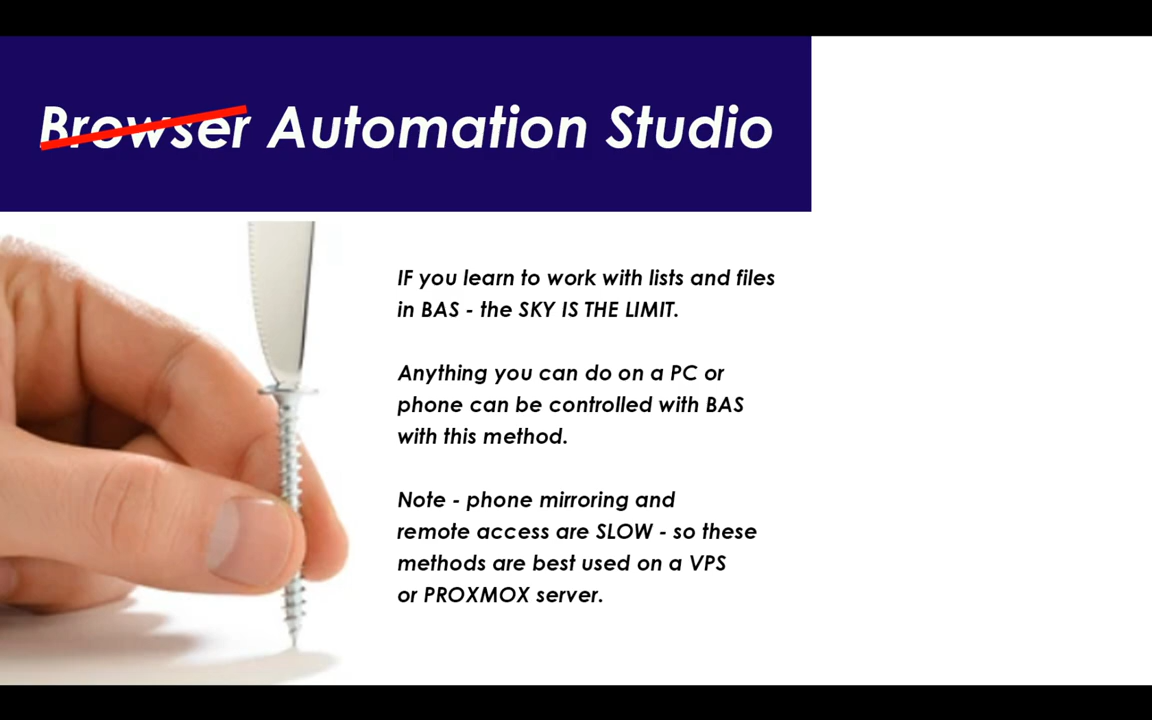 Browser Automation Studio
IF you learn to work with lists and files
in BAS - the SKY IS THE LIMIT.
Anything you can do on a PC or
phone can be controlled with BAS
with this method.
Note - phone mirroring and
remote access are SLOW - so these
methods are best used on a VPS
or PROXMOX server.